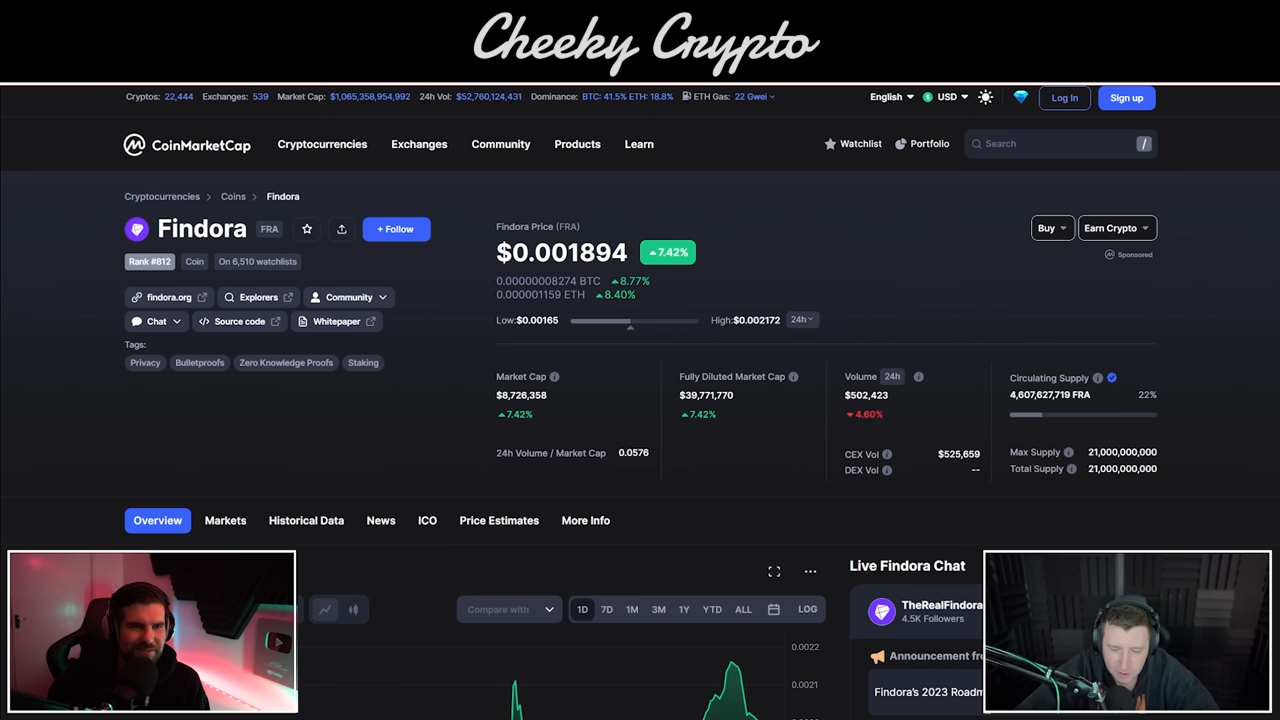 Cheeky Crypto
Cryptos: 22,444 Exchanges: 539 Market Cap: $1,065,358,954,992 24h Vol: $52,760,124,431 Dominance: BTC: 41.5% ETH: 18.8% ETH Gas: 22 Gwei English USD Log In Sign up
CoinMarketCap Cryptocurrencies Exchanges Community Products Learn Watchlist Portfolio Search /
Cryptocurrencies Coins Findora
Findora FRA + Follow
Rank #812 Coin On 6,510 watchlists
findora.org Explorers Community
Chat Source code Whitepaper
Tags:
Privacy Bulletproofs Zero Knowledge Proofs Staking
Findora Price (FRA)
$0.001894 7.42%
0.00000008274 BTC 8.77%
0.000001159 ETH 8.40%
Low: $0.00165 High: $0.002172 24h
Buy Earn Crypto
Sponsored
Market Cap
$8,726,358
7.42%
24h Volume / Market Cap 0.0576
Fully Diluted Market Cap
$39,771,770
7.42%
Volume 24h
$502,423
4.60%
CEX Vol $525,659
DEX Vol --
Circulating Supply
4,607,627,719 FRA 22%
Max Supply 21,000,000,000
Total Supply 21,000,000,000
Overview Markets Historical Data News ICO Price Estimates More Info
Compare with 1D 7D 1M 3M 1Y YTD ALL LOG
0.0022
0.0021
Live Findora Chat
TheRealFindora
4.5K Followers
Announcement fr
Findora's 2023 Roadm